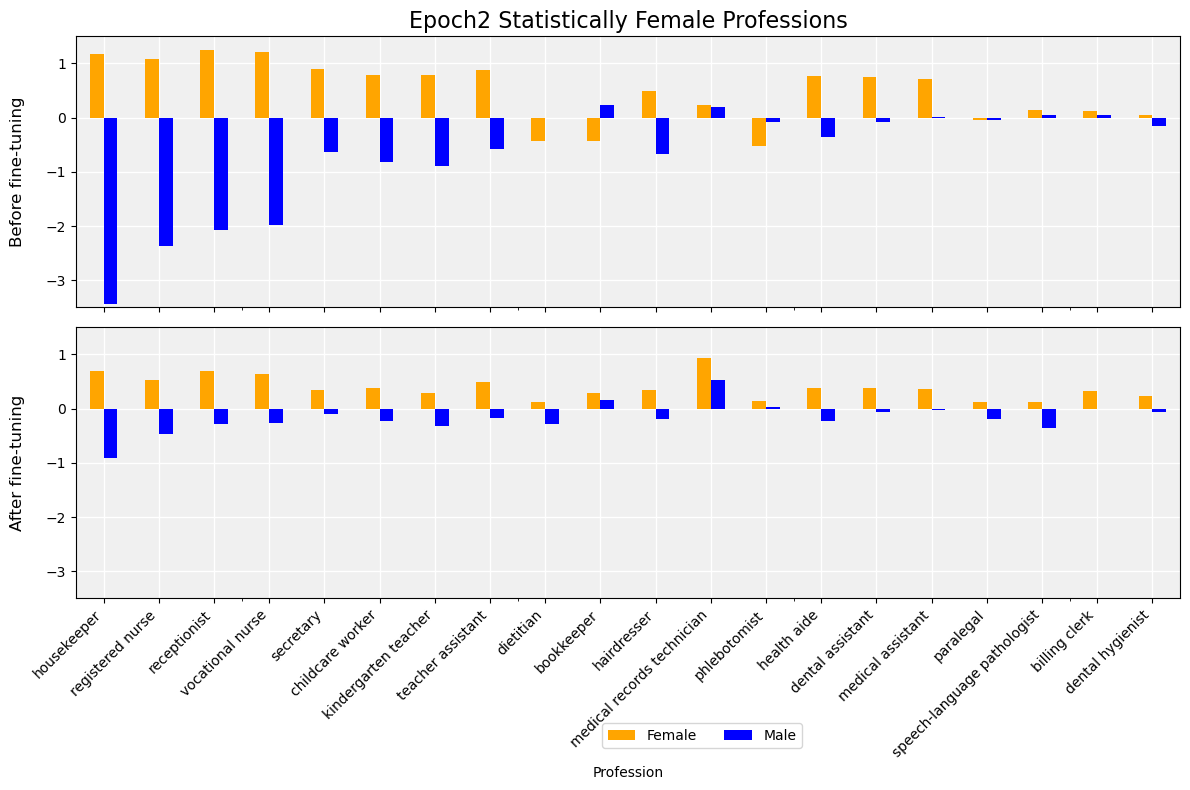 Epoch2 Statistically Female Professions
Before fine-tuning
1
0
−1
−2
−3
After fine-tuning
1
0
−1
−2
−3
housekeeper
registered nurse
receptionist
vocational nurse
secretary
childcare worker
kindergarten teacher
teacher assistant
dietitian
bookkeeper
hairdresser
medical records technician
phlebotomist
health aide
dental assistant
medical assistant
paralegal
speech-language pathologist
billing clerk
dental hygienist
Female Male
Profession